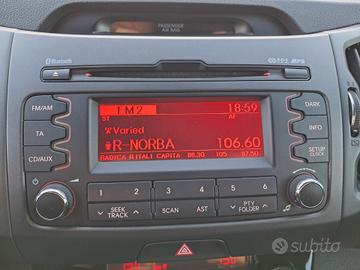 PASSENGER
AIR BAG
Bluetooth
MP3
FM/AM
FM2
18:59
DARK
ST
AF
TA
Varied
INFO
R-NORBA
106.60
CD/AUX
RADICA R.ITALI CAPITA 88.30 105 87.50
SETUP
CLOCK
1 2 3 4 5 6
SEEK
TRACK
SCAN
AST
PTY
FOLDER
subito